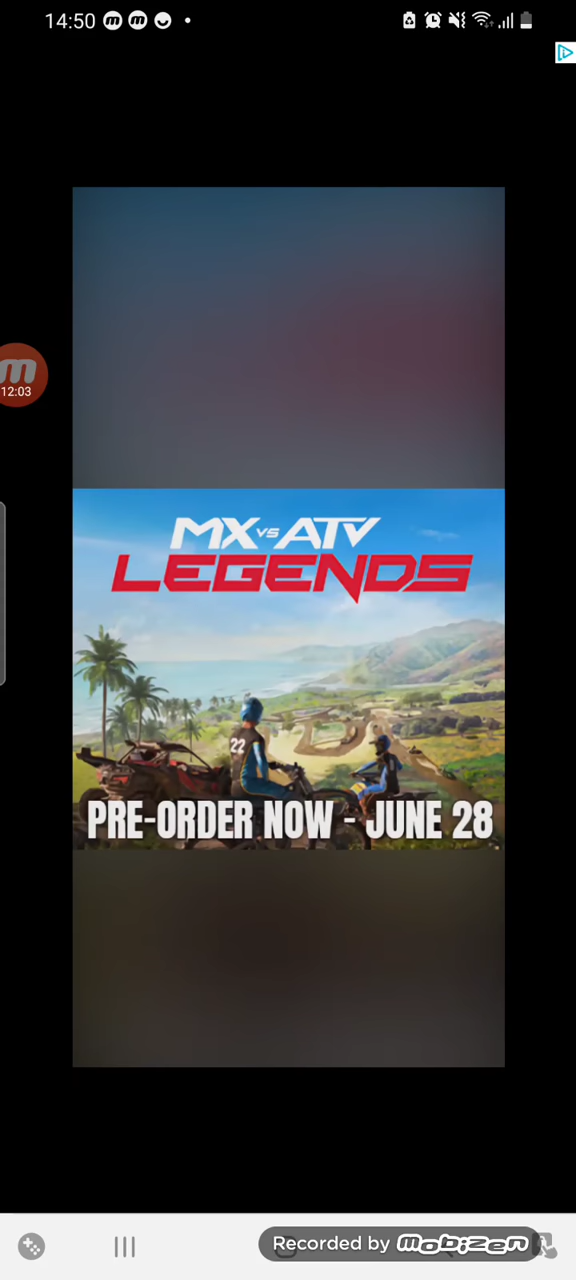 14:50
12:03
MX vs ATV
LEGENDS
22
PRE-ORDER NOW - JUNE 28
Recorded by mobizen